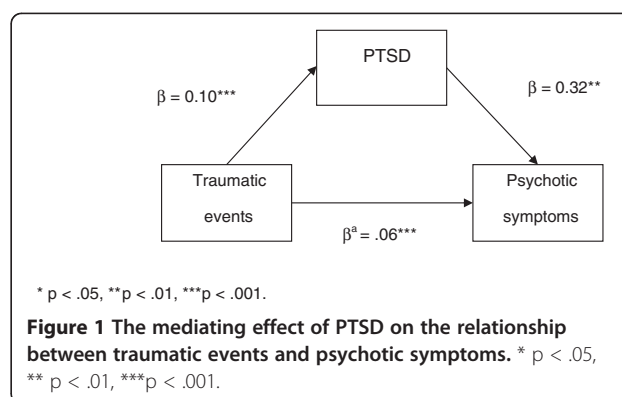 PTSD
β = 0.10***
β = 0.32**
Traumatic
events
Psychotic
symptoms
βª = .06***
* p < .05, **p < .01, ***p < .001.
Figure 1 The mediating effect of PTSD on the relationship
between traumatic events and psychotic symptoms. * p < .05,
** p < .01, ***p < .001.